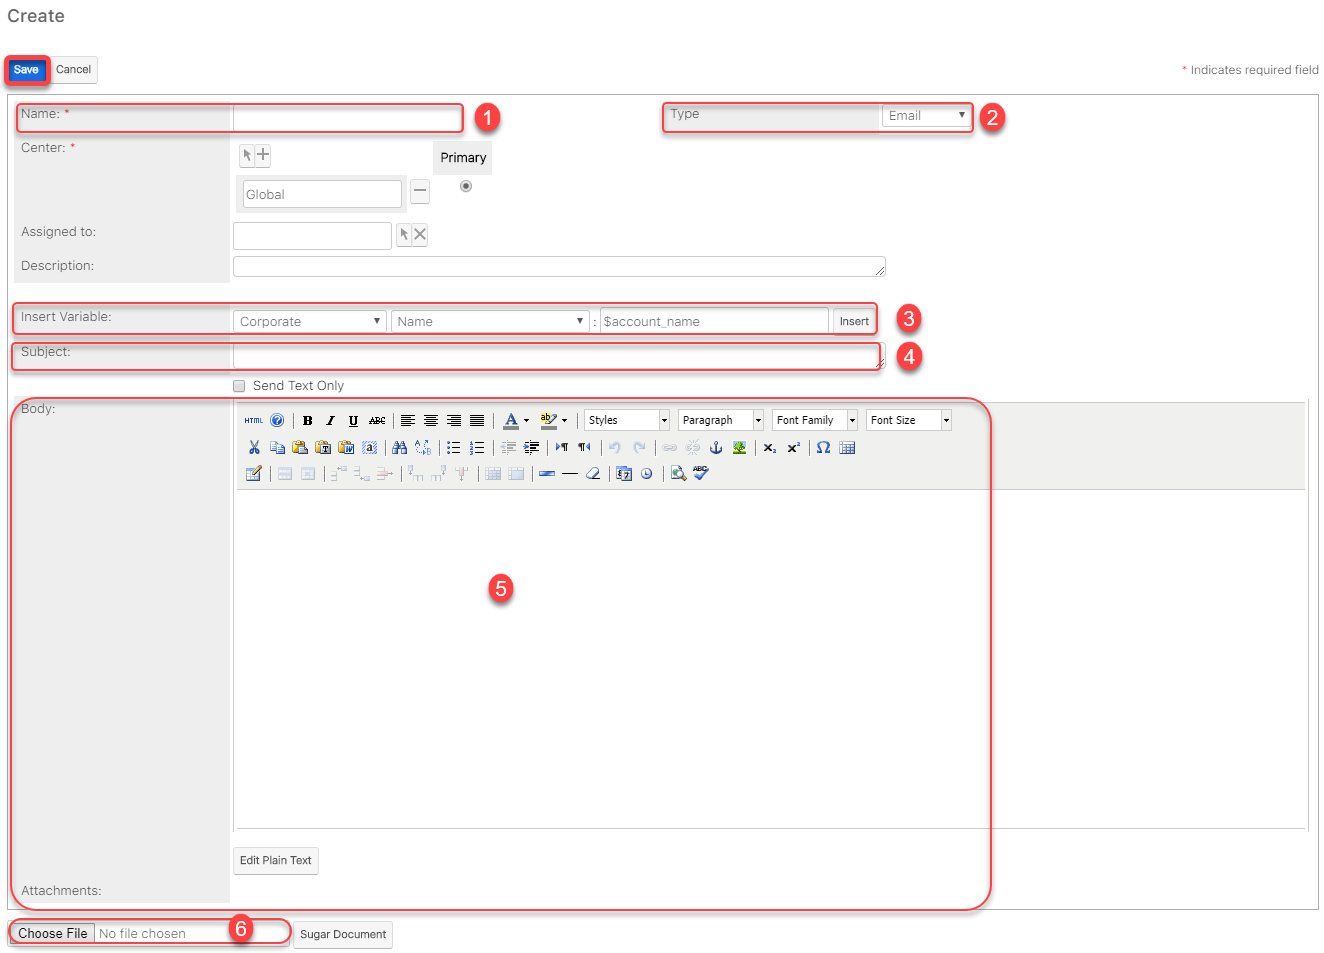 Create
Save Cancel * Indicates required field
Name: * 1 Type Email 2
Center: * Primary
Global
Assigned to:
Description:
Insert Variable: Corporate Name : $account_name Insert 3
Subject: 4
Send Text Only
Body:
HTML B I U ABC A ab Styles Paragraph Font Family Font Size
5
Edit Plain Text
Attachments:
Choose File No file chosen 6 Sugar Document